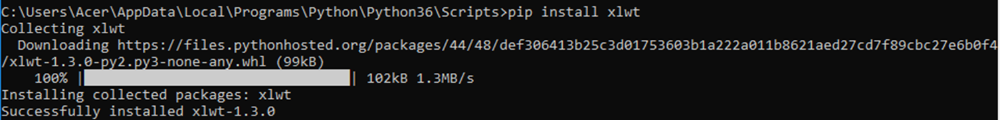 C:\Users\Acer\AppData\Local\Programs\Python\Python36\Scripts>pip install xlwt
Collecting xlwt
  Downloading https://files.pythonhosted.org/packages/44/48/def306413b25c3d01753603b1a222a011b8621aed27cd7f89cbc27e6b0f4
/xlwt-1.3.0-py2.py3-none-any.whl (99kB)
    100% |████████████████████████████████| 102kB 1.3MB/s
Installing collected packages: xlwt
Successfully installed xlwt-1.3.0